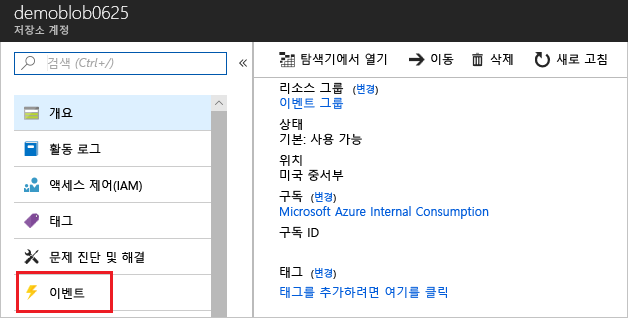 demoblob0625
저장소 계정
검색 (Ctrl+/)
개요
활동 로그
액세스 제어(IAM)
태그
문제 진단 및 해결
이벤트
탐색기에서 열기 이동 삭제 새로 고침
리소스 그룹 (변경)
이벤트 그룹
상태
기본: 사용 가능
위치
미국 중서부
구독 (변경)
Microsoft Azure Internal Consumption
구독 ID
태그 (변경)
태그를 추가하려면 여기를 클릭